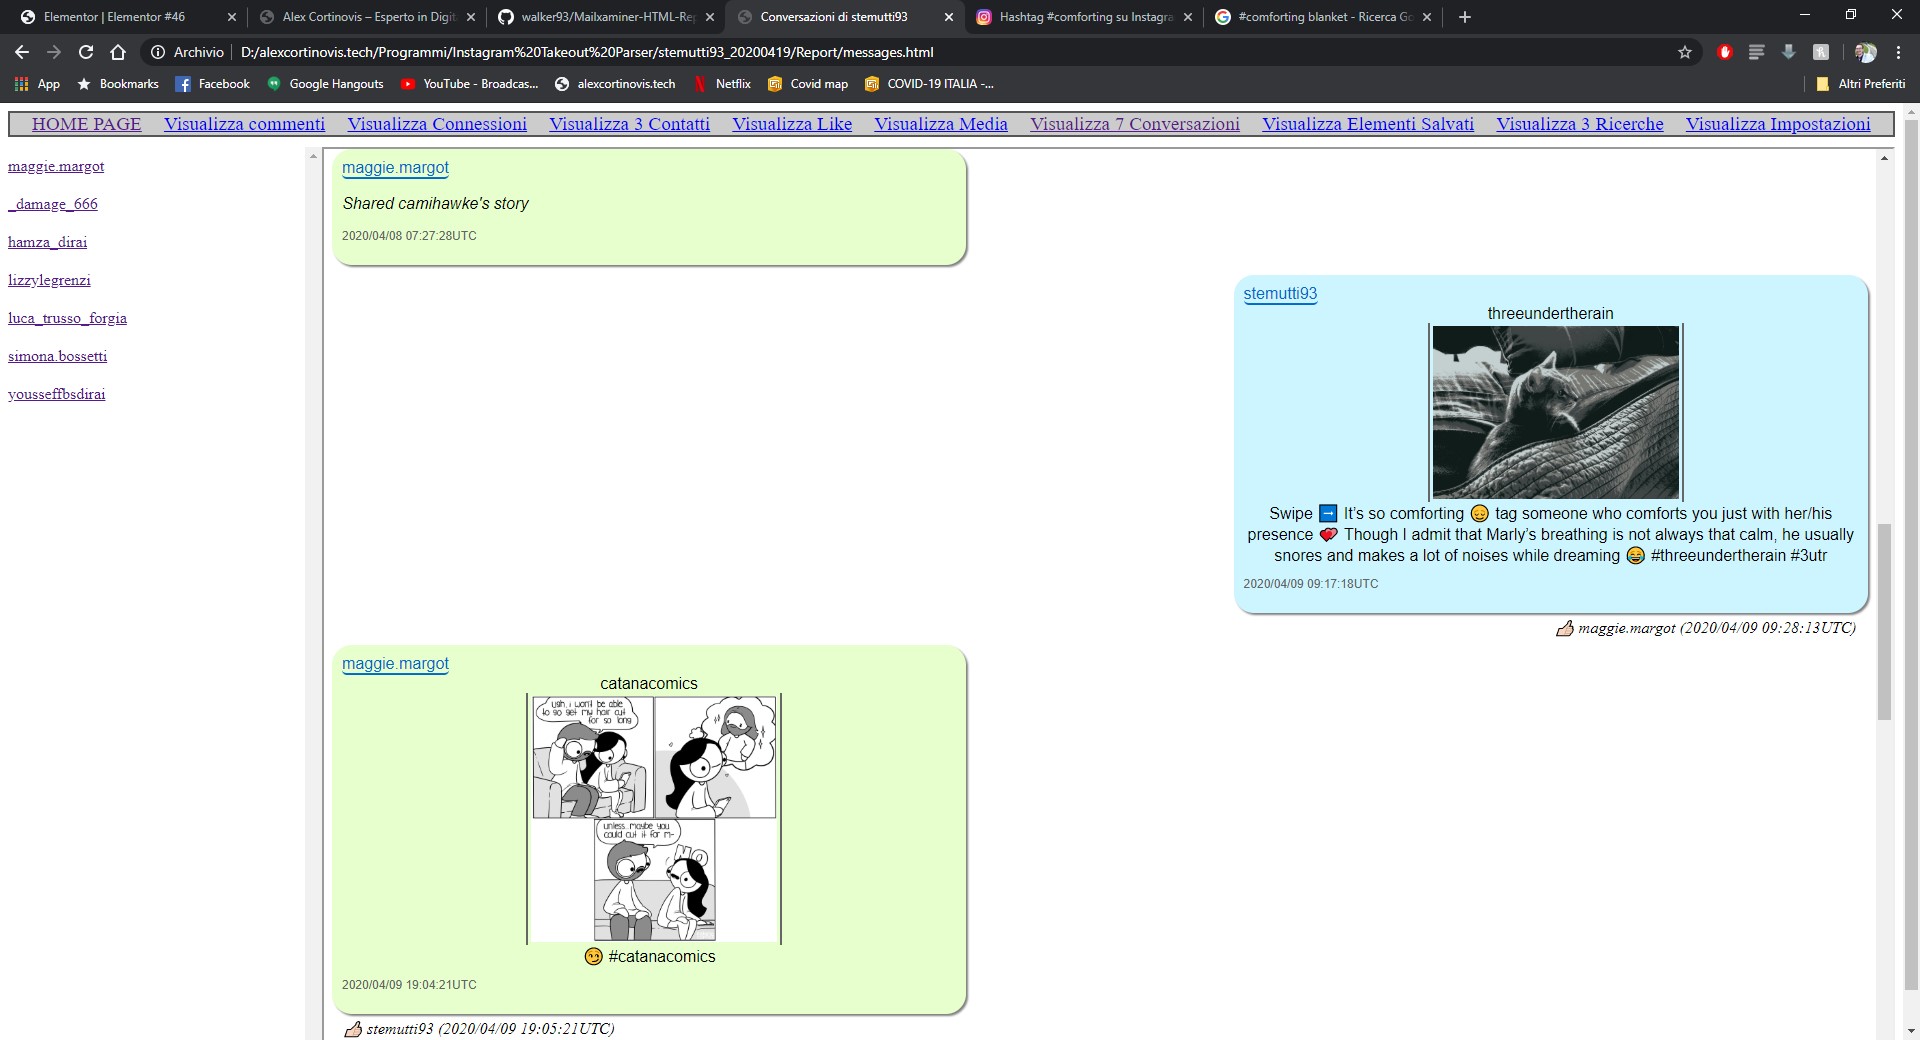 Elementor | Elementor #46
Alex Cortinovis – Esperto in Digit
walker93/Mailxaminer-HTML-Rep
Conversazioni di stemutti93
Hashtag #comforting su Instagra
#comforting blanket - Ricerca Go
Archivio
D:/alexcortinovis.tech/Programmi/Instagram%20Takeout%20Parser/stemutti93_20200419/Report/messages.html
App
Bookmarks
Facebook
Google Hangouts
YouTube - Broadcas...
alexcortinovis.tech
Netflix
Covid map
COVID-19 ITALIA -...
Altri Preferiti
HOME PAGE
Visualizza commenti
Visualizza Connessioni
Visualizza 3 Contatti
Visualizza Like
Visualizza Media
Visualizza 7 Conversazioni
Visualizza Elementi Salvati
Visualizza 3 Ricerche
Visualizza Impostazioni
maggie.margot
_damage_666
hamza_dirai
lizzylegrenzi
luca_trusso_forgia
simona.bossetti
yousseffbsdirai
maggie.margot
Shared camihawke's story
2020/04/08 07:27:28UTC
stemutti93
threeundertherain
Swipe ➡️ It's so comforting 😌 tag someone who comforts you just with her/his
presence 💞 Though I admit that Marly's breathing is not always that calm, he usually
snores and makes a lot of noises while dreaming 😂 #threeundertherain #3utr
2020/04/09 09:17:18UTC
👍🏻 maggie.margot (2020/04/09 09:28:13UTC)
maggie.margot
catanacomics
ugh, i won't be able
to go get my hair cut
for so long
unless...maybe you
could cut it for m-
NO
😏 #catanacomics
2020/04/09 19:04:21UTC
👍🏻 stemutti93 (2020/04/09 19:05:21UTC)